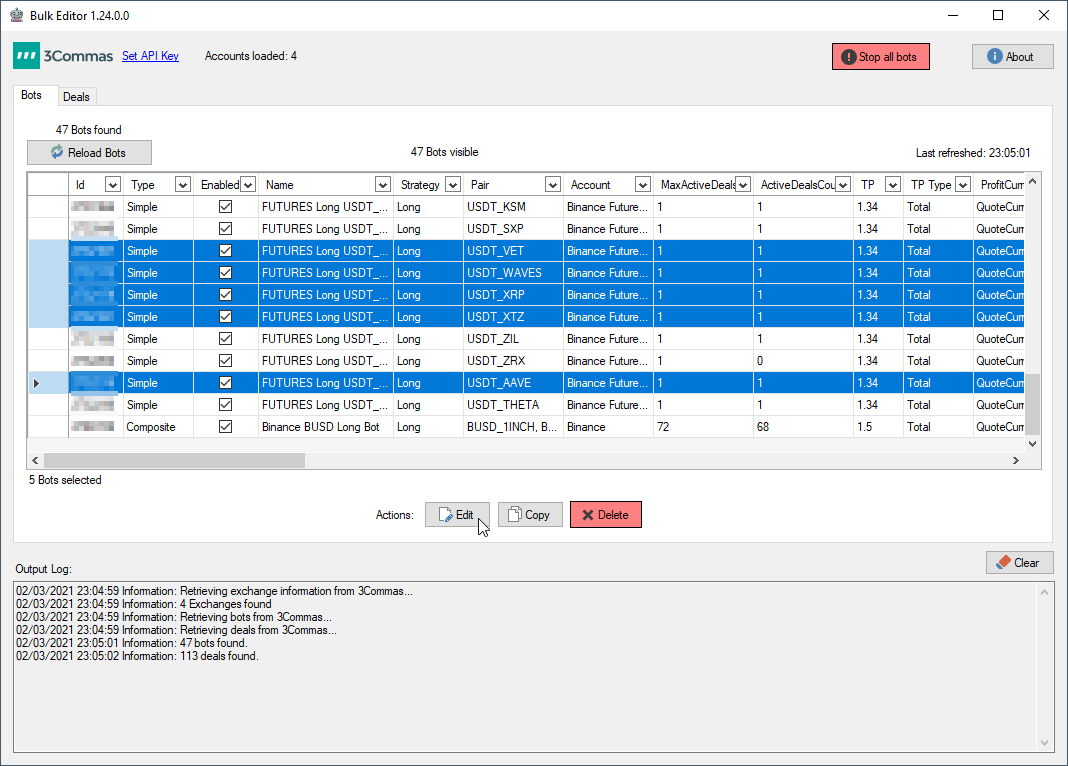 Bulk Editor 1.24.0.0
3Commas Set API Key Accounts loaded: 4 Stop all bots About
Bots Deals
47 Bots found
Reload Bots 47 Bots visible Last refreshed: 23:05:01
Id Type Enabled Name Strategy Pair Account MaxActiveDeals ActiveDealsCou TP TP Type ProfitCurr
Simple FUTURES Long USDT_... Long USDT_KSM Binance Future... 1 1 1.34 Total QuoteCurr
Simple FUTURES Long USDT_... Long USDT_SXP Binance Future... 1 1 1.34 Total QuoteCurr
Simple FUTURES Long USDT_... Long USDT_VET Binance Future... 1 1 1.34 Total QuoteCurr
Simple FUTURES Long USDT_... Long USDT_WAVES Binance Future... 1 1 1.34 Total QuoteCurr
Simple FUTURES Long USDT_... Long USDT_XRP Binance Future... 1 1 1.34 Total QuoteCurr
Simple FUTURES Long USDT_... Long USDT_XTZ Binance Future... 1 1 1.34 Total QuoteCurr
Simple FUTURES Long USDT_... Long USDT_ZIL Binance Future... 1 1 1.34 Total QuoteCurr
Simple FUTURES Long USDT_... Long USDT_ZRX Binance Future... 1 0 1.34 Total QuoteCurr
Simple FUTURES Long USDT_... Long USDT_AAVE Binance Future... 1 1 1.34 Total QuoteCurr
Simple FUTURES Long USDT_... Long USDT_THETA Binance Future... 1 1 1.34 Total QuoteCurr
Composite Binance BUSD Long Bot Long BUSD_1INCH, B... Binance 72 68 1.5 Total QuoteCurr
5 Bots selected
Actions: Edit Copy Delete
Output Log: Clear
02/03/2021 23:04:59 Information: Retrieving exchange information from 3Commas...
02/03/2021 23:04:59 Information: 4 Exchanges found
02/03/2021 23:04:59 Information: Retrieving bots from 3Commas...
02/03/2021 23:04:59 Information: Retrieving deals from 3Commas...
02/03/2021 23:05:01 Information: 47 bots found.
02/03/2021 23:05:02 Information: 113 deals found.